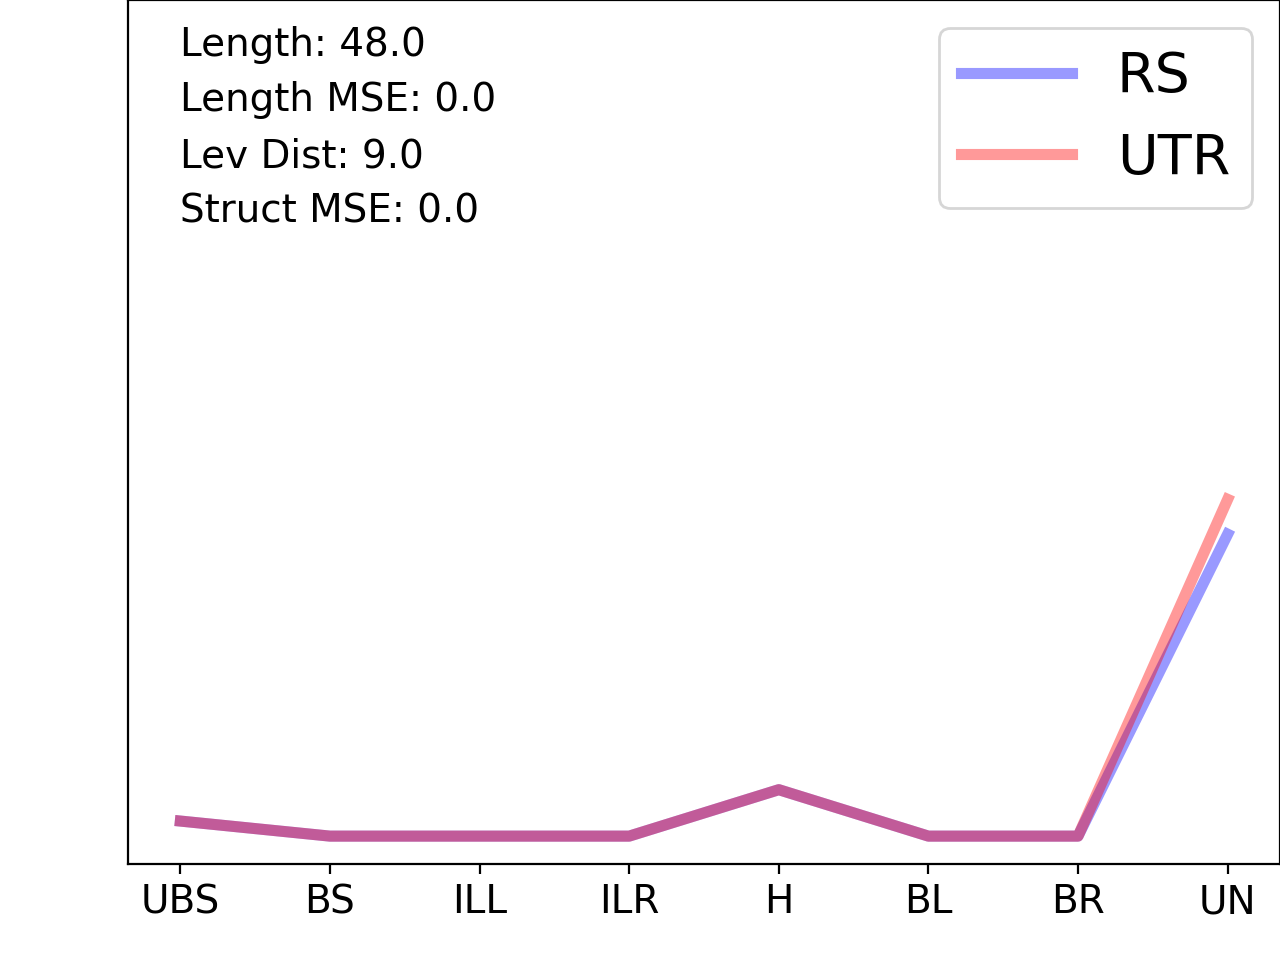 Length: 48.0
Length MSE: 0.0
Lev Dist: 9.0
Struct MSE: 0.0
RS
UTR
UBS BS ILL ILR H BL BR UN